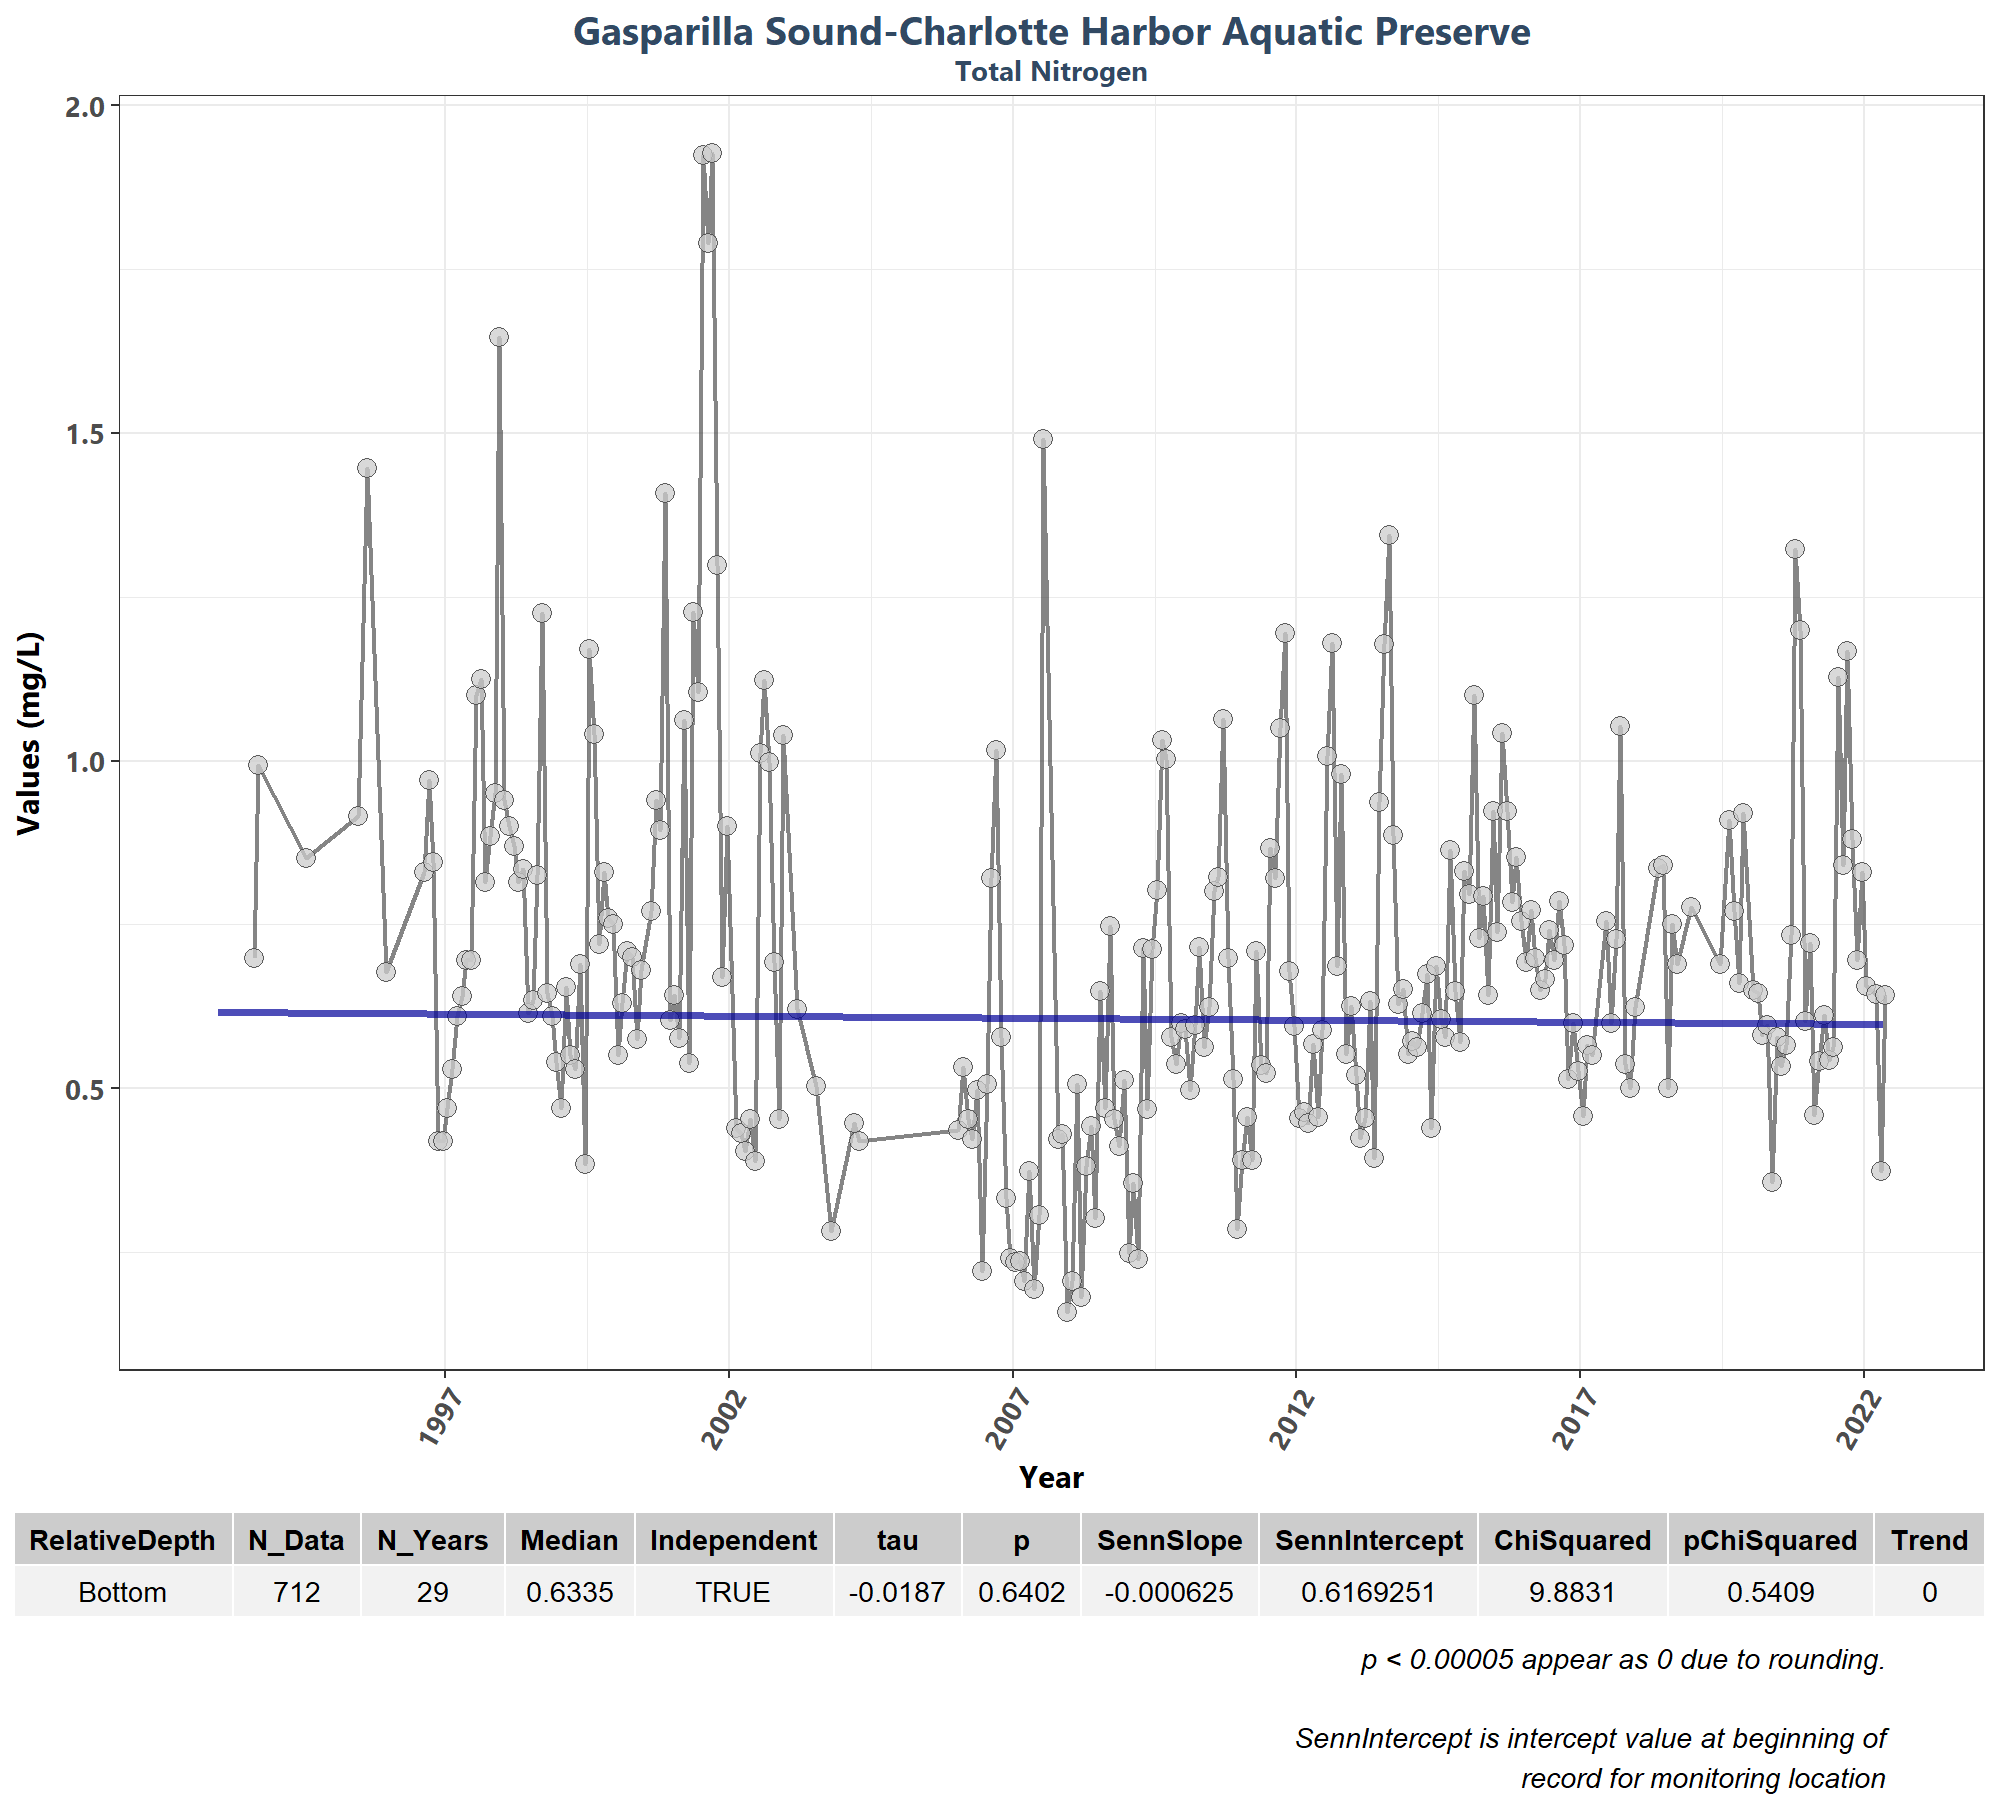 Gasparilla Sound-Charlotte Harbor Aquatic Preserve
Total Nitrogen
Values (mg/L)
2.0
1.5
1.0
0.5
1997 2002 2007 2012 2017 2022
Year
RelativeDepth N_Data N_Years Median Independent tau p SennSlope SennIntercept ChiSquared pChiSquared Trend
Bottom 712 29 0.6335 TRUE -0.0187 0.6402 -0.000625 0.6169251 9.8831 0.5409 0
p < 0.00005 appear as 0 due to rounding.
SennIntercept is intercept value at beginning of
record for monitoring location